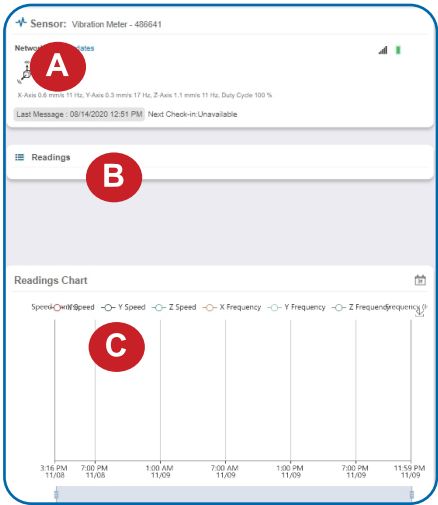 Sensor: Vibration Meter - 486641
A
X-Axis 0.6 mm/s 11 Hz, Y-Axis 0.3 mm/s 17 Hz, Z-Axis 1.1 mm/s 11 Hz, Duty Cycle 100 %
Last Message : 08/14/2020 12:51 PM Next Check-in:Unavailable
Readings
B
Readings Chart
31
Speed X Speed Y Speed Z Speed X Frequency Y Frequency Z Frequency
C
3:16 PM 7:00 PM 1:00 AM 7:00 AM 1:00 PM 7:00 PM 11:59 PM
11/08 11/08 11/09 11/09 11/09 11/09 11/09